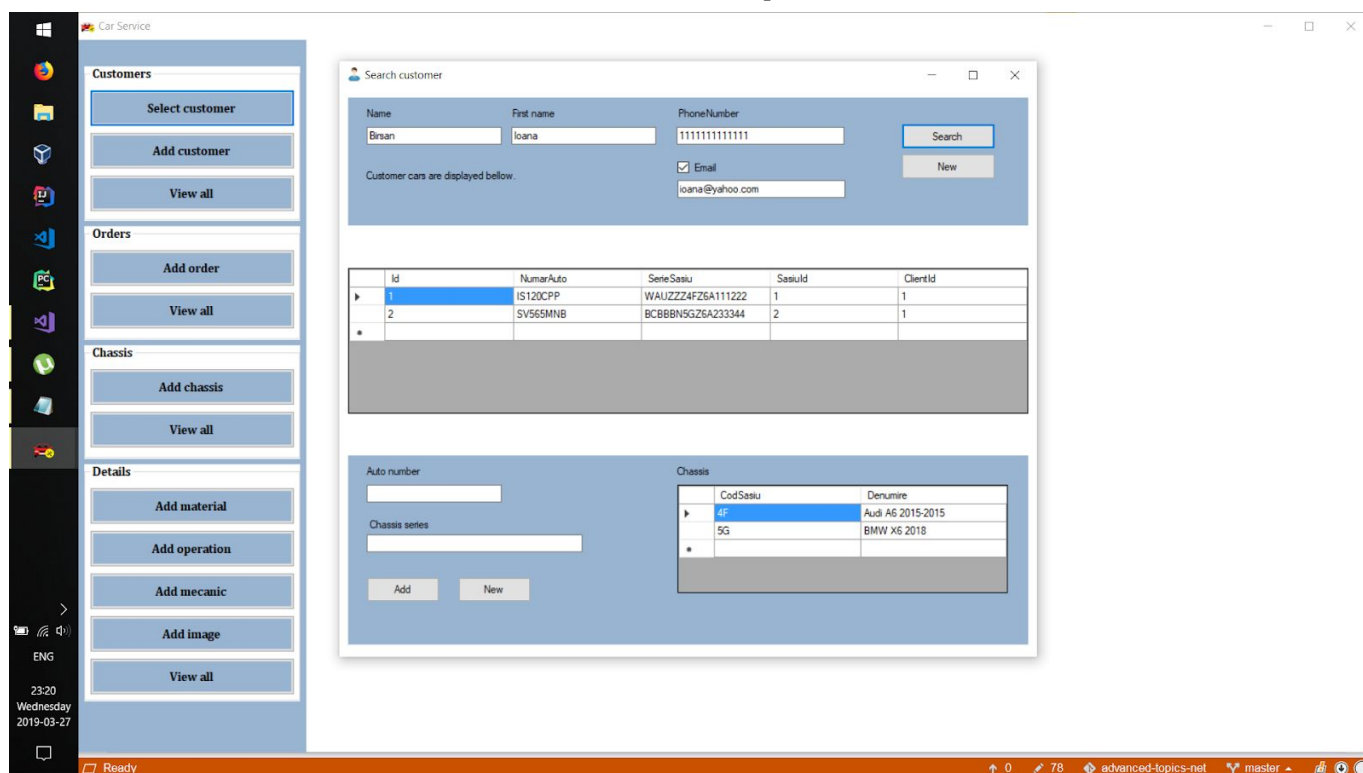 Car Service
Customers
Select customer
Add customer
View all
Orders
Add order
View all
Chassis
Add chassis
View all
Details
Add material
Add operation
Add mecanic
Add image
View all
Search customer
Name First name PhoneNumber
Birsan Ioana 1111111111111 Search
Email New
Customer cars are displayed bellow.
ioana@yahoo.com
Id NumarAuto SerieSasiu SasiuId ClientId
1 IS120CPP WAUZZZ4FZ6A111222 1 1
2 SV565MNB BCBBBN5GZ6A233344 2 1
Auto number Chassis
CodSasiu Denumire
4F Audi A6 2015-2015
Chassis series
5G BMW X6 2018
Add New
ENG
23:20
Wednesday
2019-03-27
Ready 0 78 advanced-topics-net master